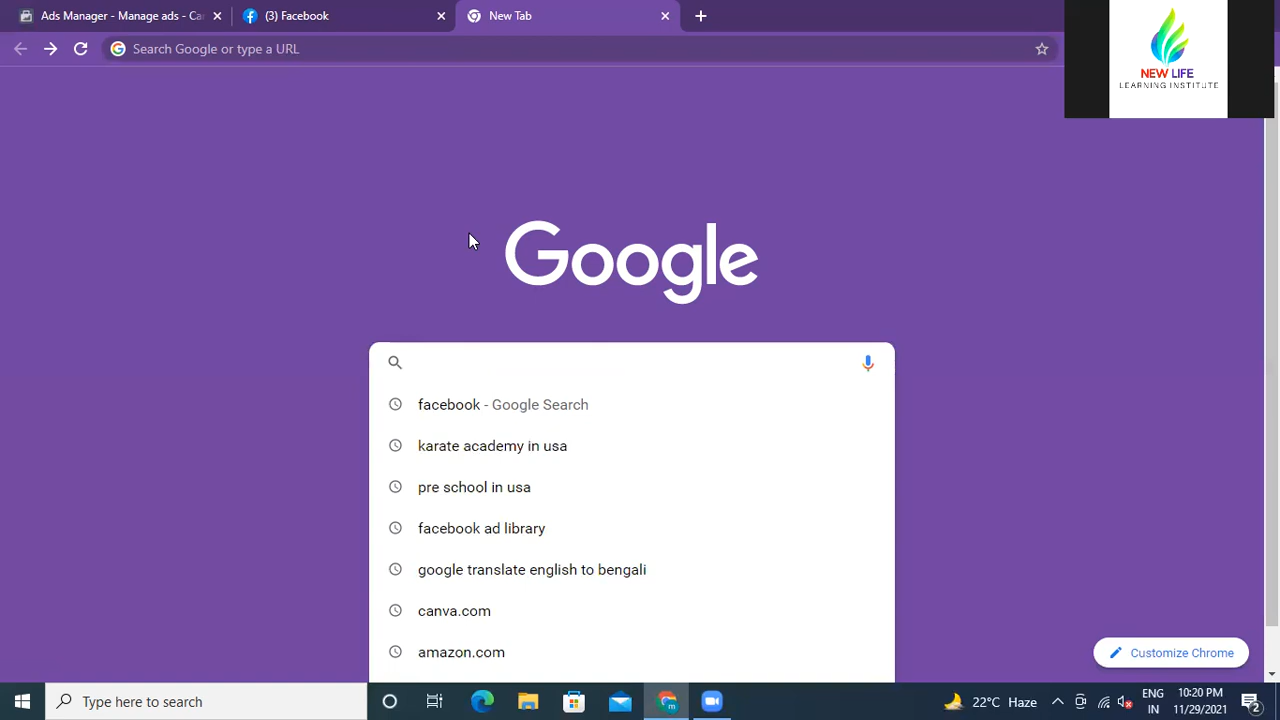 Ads Manager - Manage ads - Ca
(3) Facebook
New Tab
Search Google or type a URL
NEW LIFE
LEARNING INSTITUTE
Google
facebook - Google Search
karate academy in usa
pre school in usa
facebook ad library
google translate english to bengali
canva.com
amazon.com
Customize Chrome
Type here to search
m
22°C Haze
ENG
IN
10:20 PM
11/29/2021
2